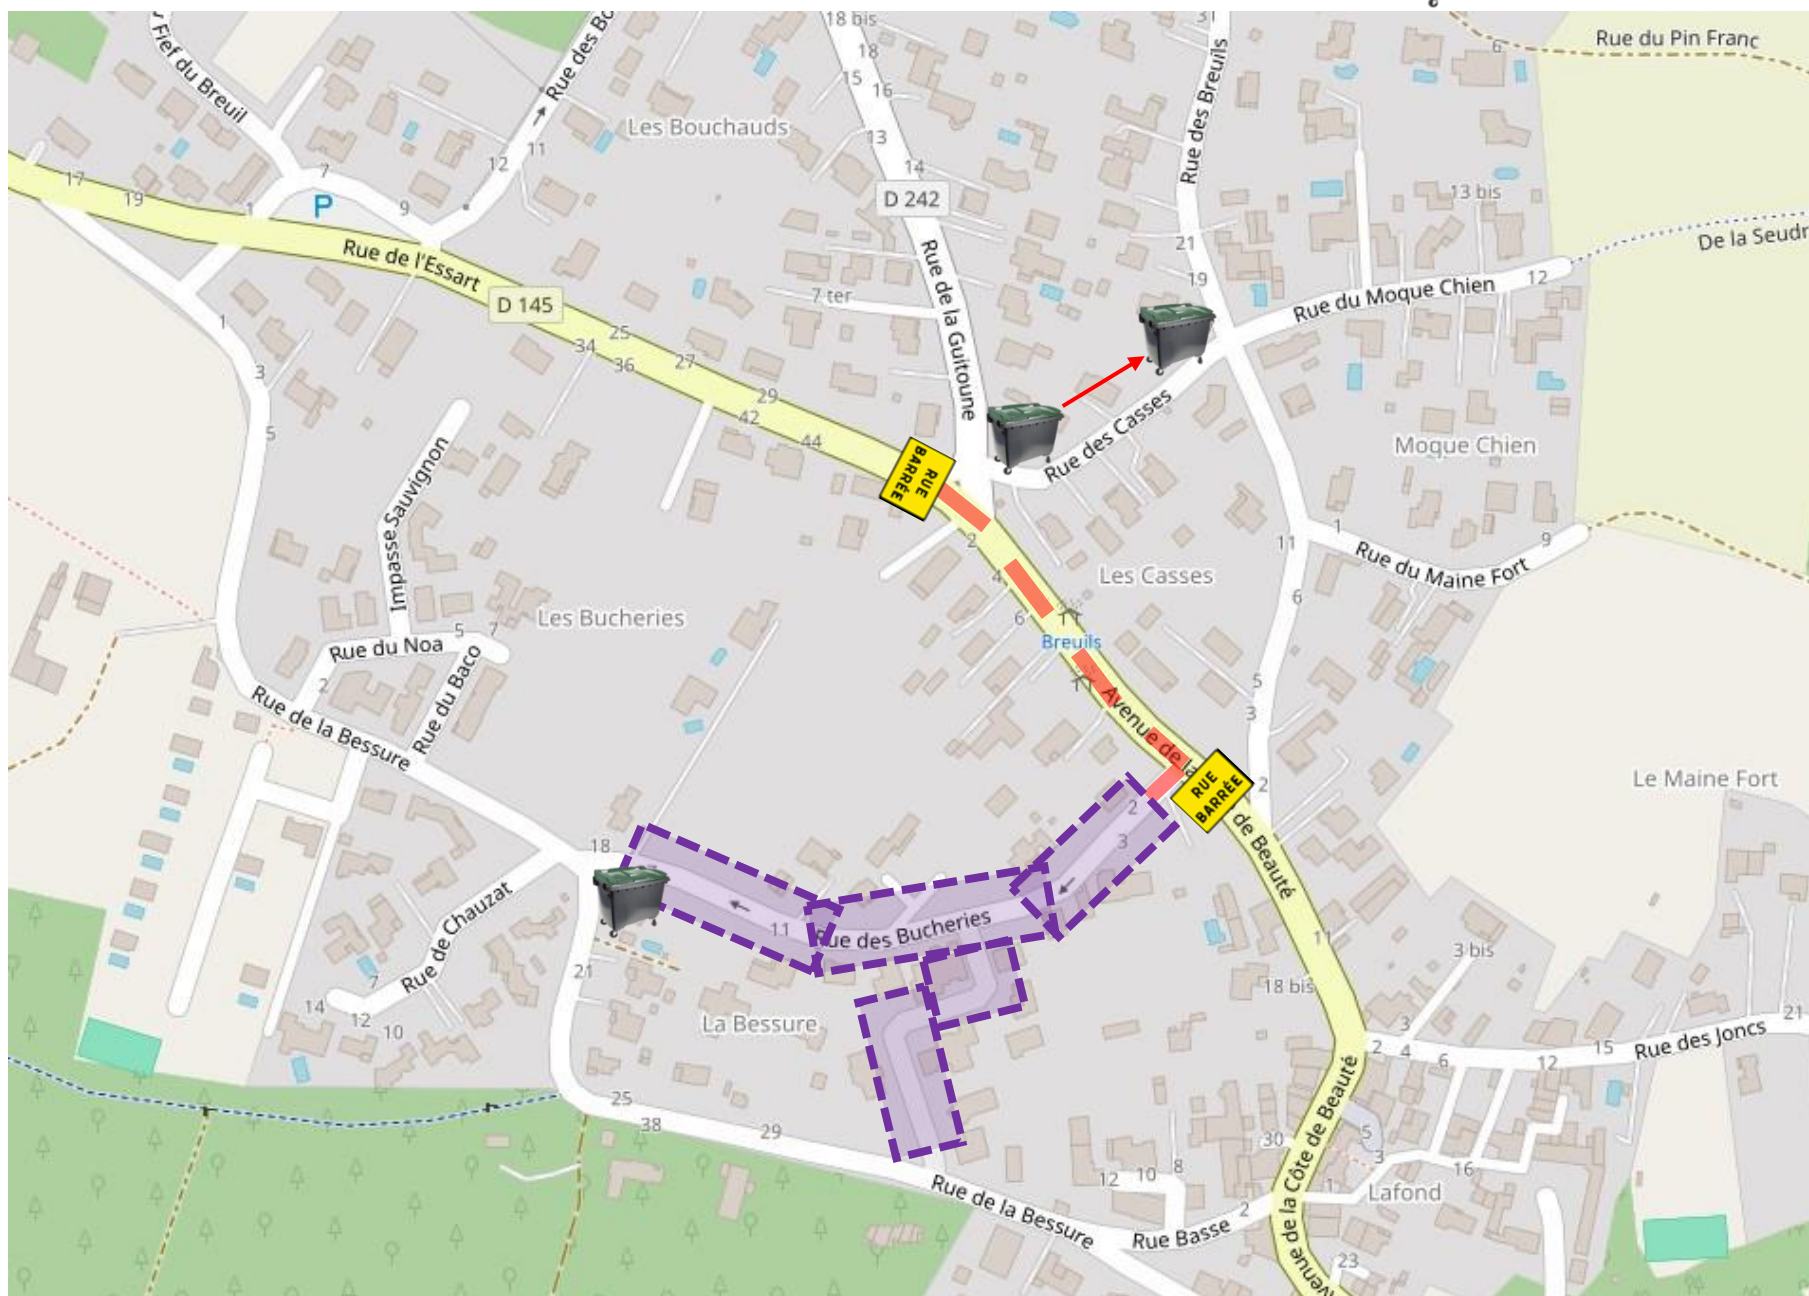 18 bis
31
Rue du Pin Franc
6
Fief du Breuil
Rue des Bo
18
15
16
Les Bouchauds
13
Rue des Breuils
12
11
7
14
17
19
1
P
9
D 242
13 bis
De la Seudr
21
19
12
Rue de l'Essart
D 145
7 ter
Rue de la Guitoune
Rue du Moque Chien
1
25
34
36
27
3
29
42
44
5
Rue des Casses
Moque Chien
Impasse Sauvignon
RUE
BARRÉE
2
11
1
9
Rue du Maine Fort
4
Les Casses
6
6
Les Bucheries
5
7
Rue du Noa
Breuils
2
Rue du Baco
5
3
Rue de la Bessure
Avenue de la
RUE
BARRÉE
2
Le Maine Fort
2
3
de Beauté
18
Rue de Chauzat
11
Rue des Bucheries
11
3 bis
21
7
18 bis
14
12
10
La Bessure
3
2
4
6
12
15
Rue des Joncs
21
25
38
29
Avenue de la Côte de Beauté
30
5
3
16
12
10
8
1
Lafond
Rue de la Bessure
Rue Basse
2
23
Avenue